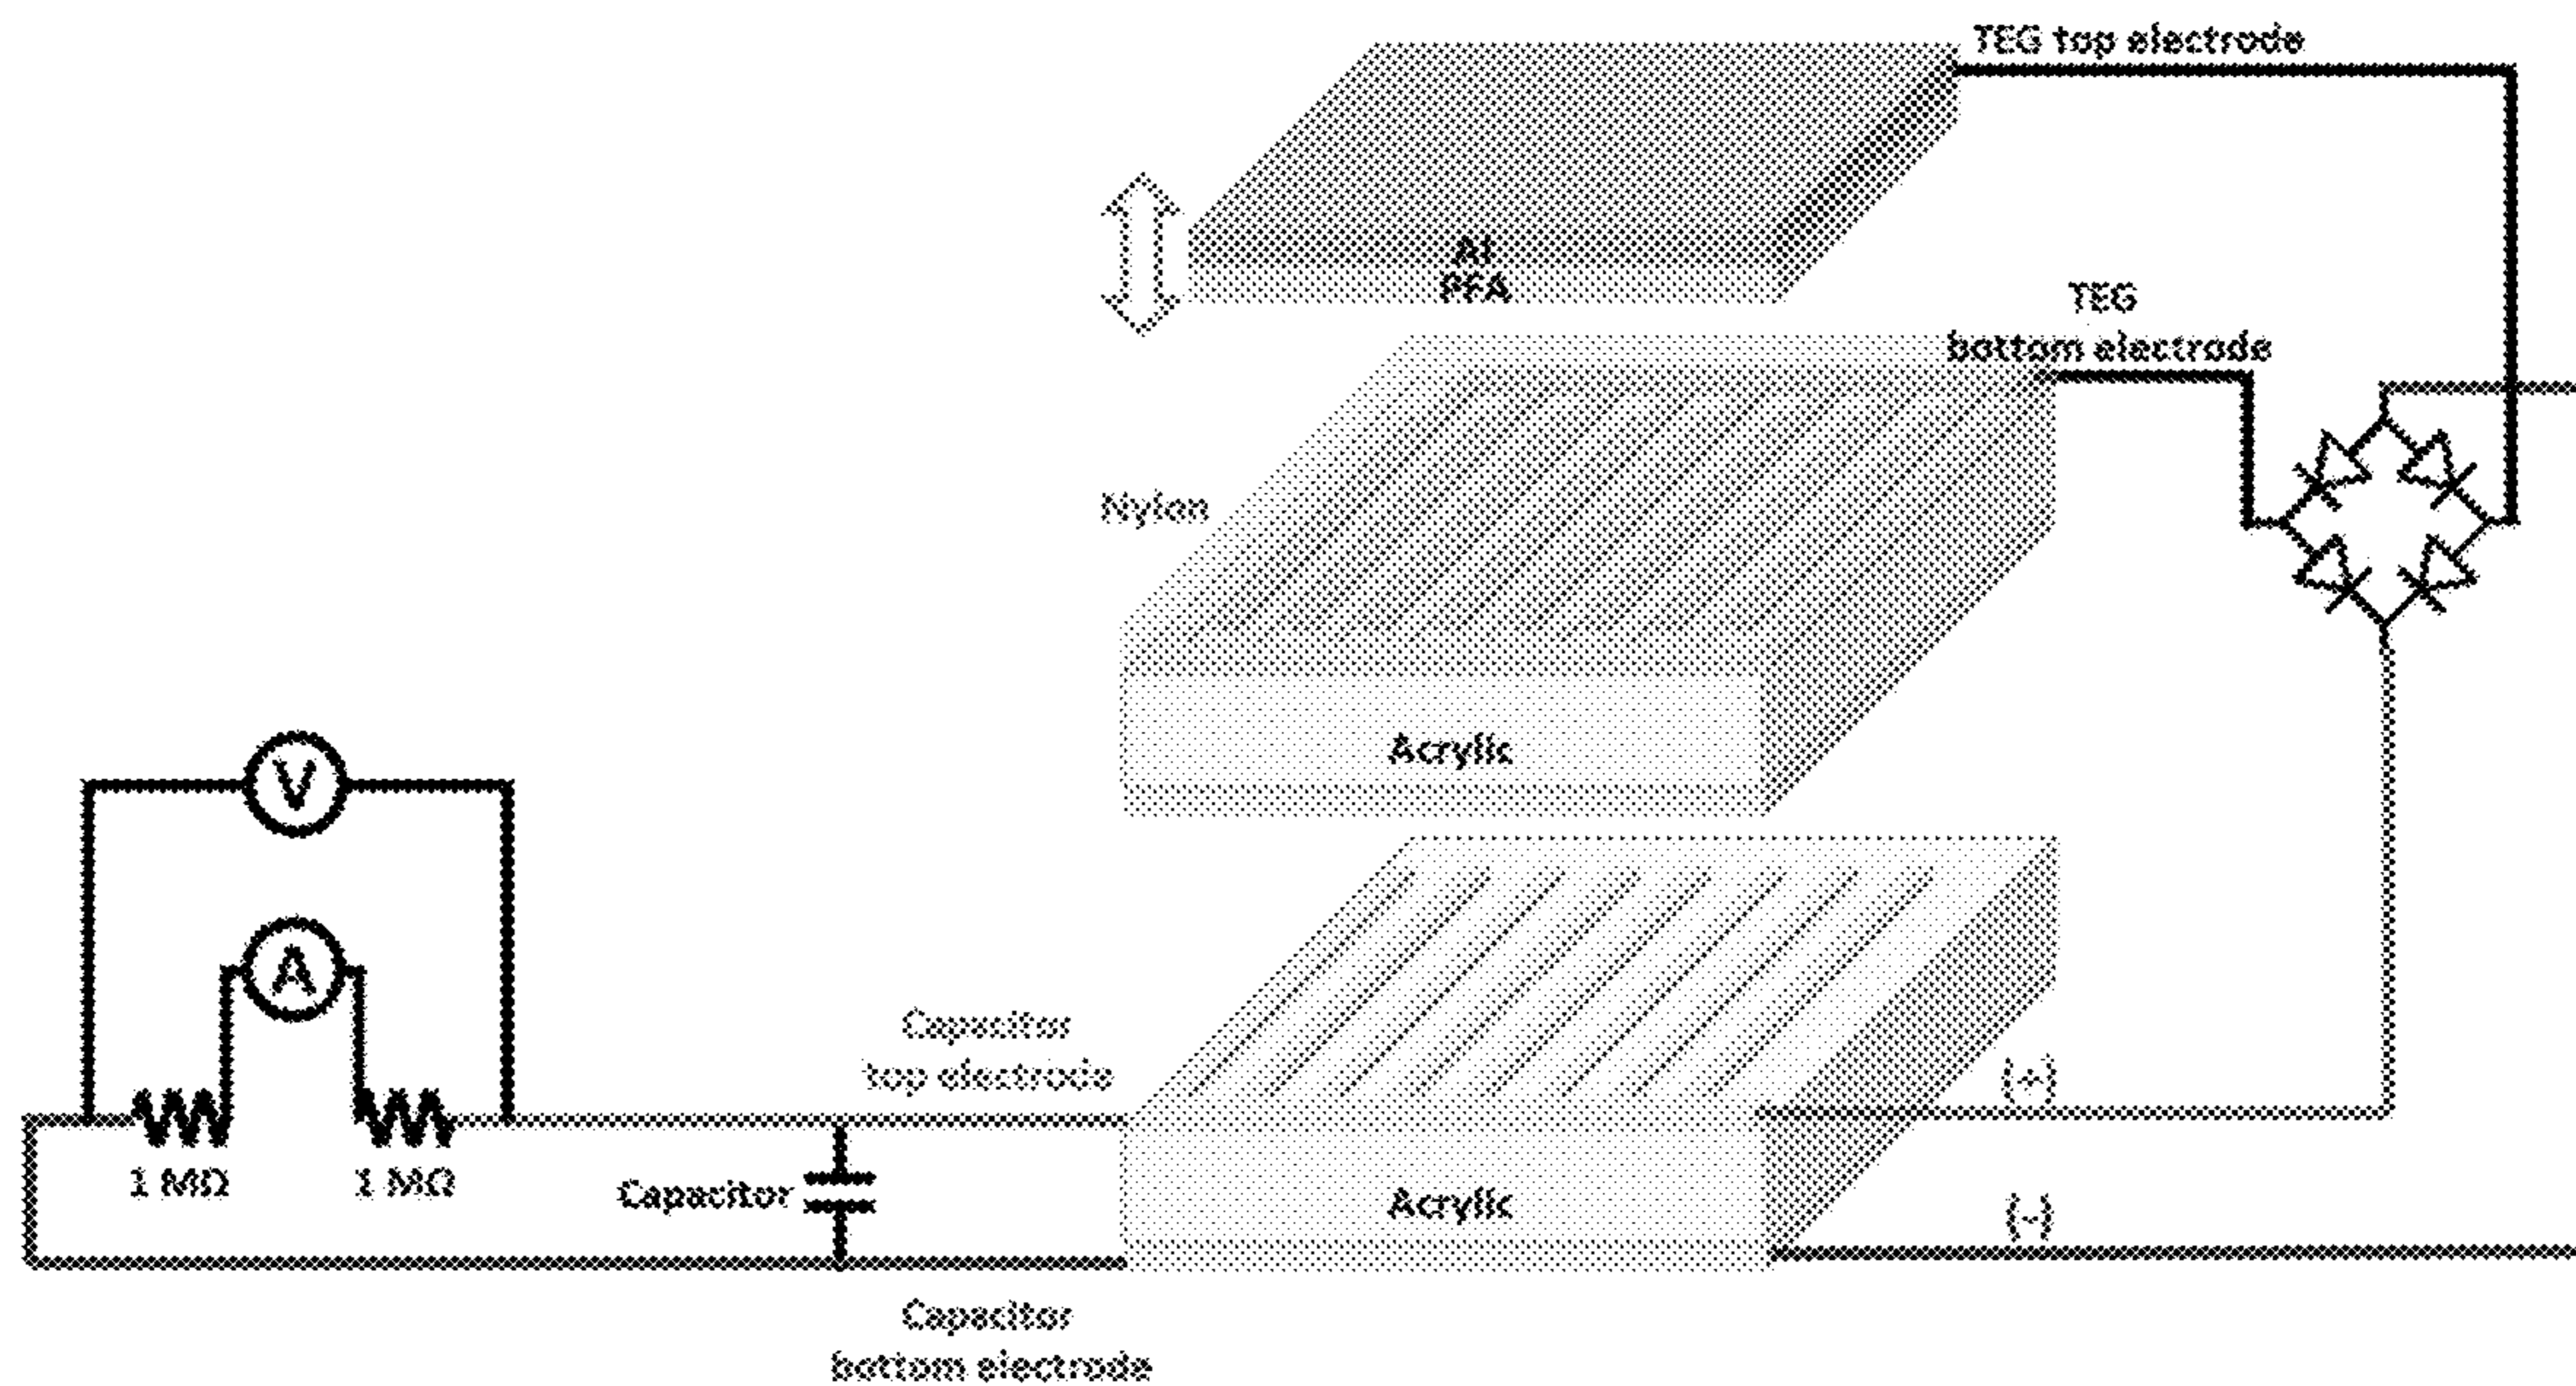 TEG top electrode
Al
PFA
TEG
bottom electrode
Nylon
Acrylic
V
A
1 MΩ
1 MΩ
Capacitor
Capacitor
top electrode
(+)
Acrylic
(-)
Capacitor
bottom electrode